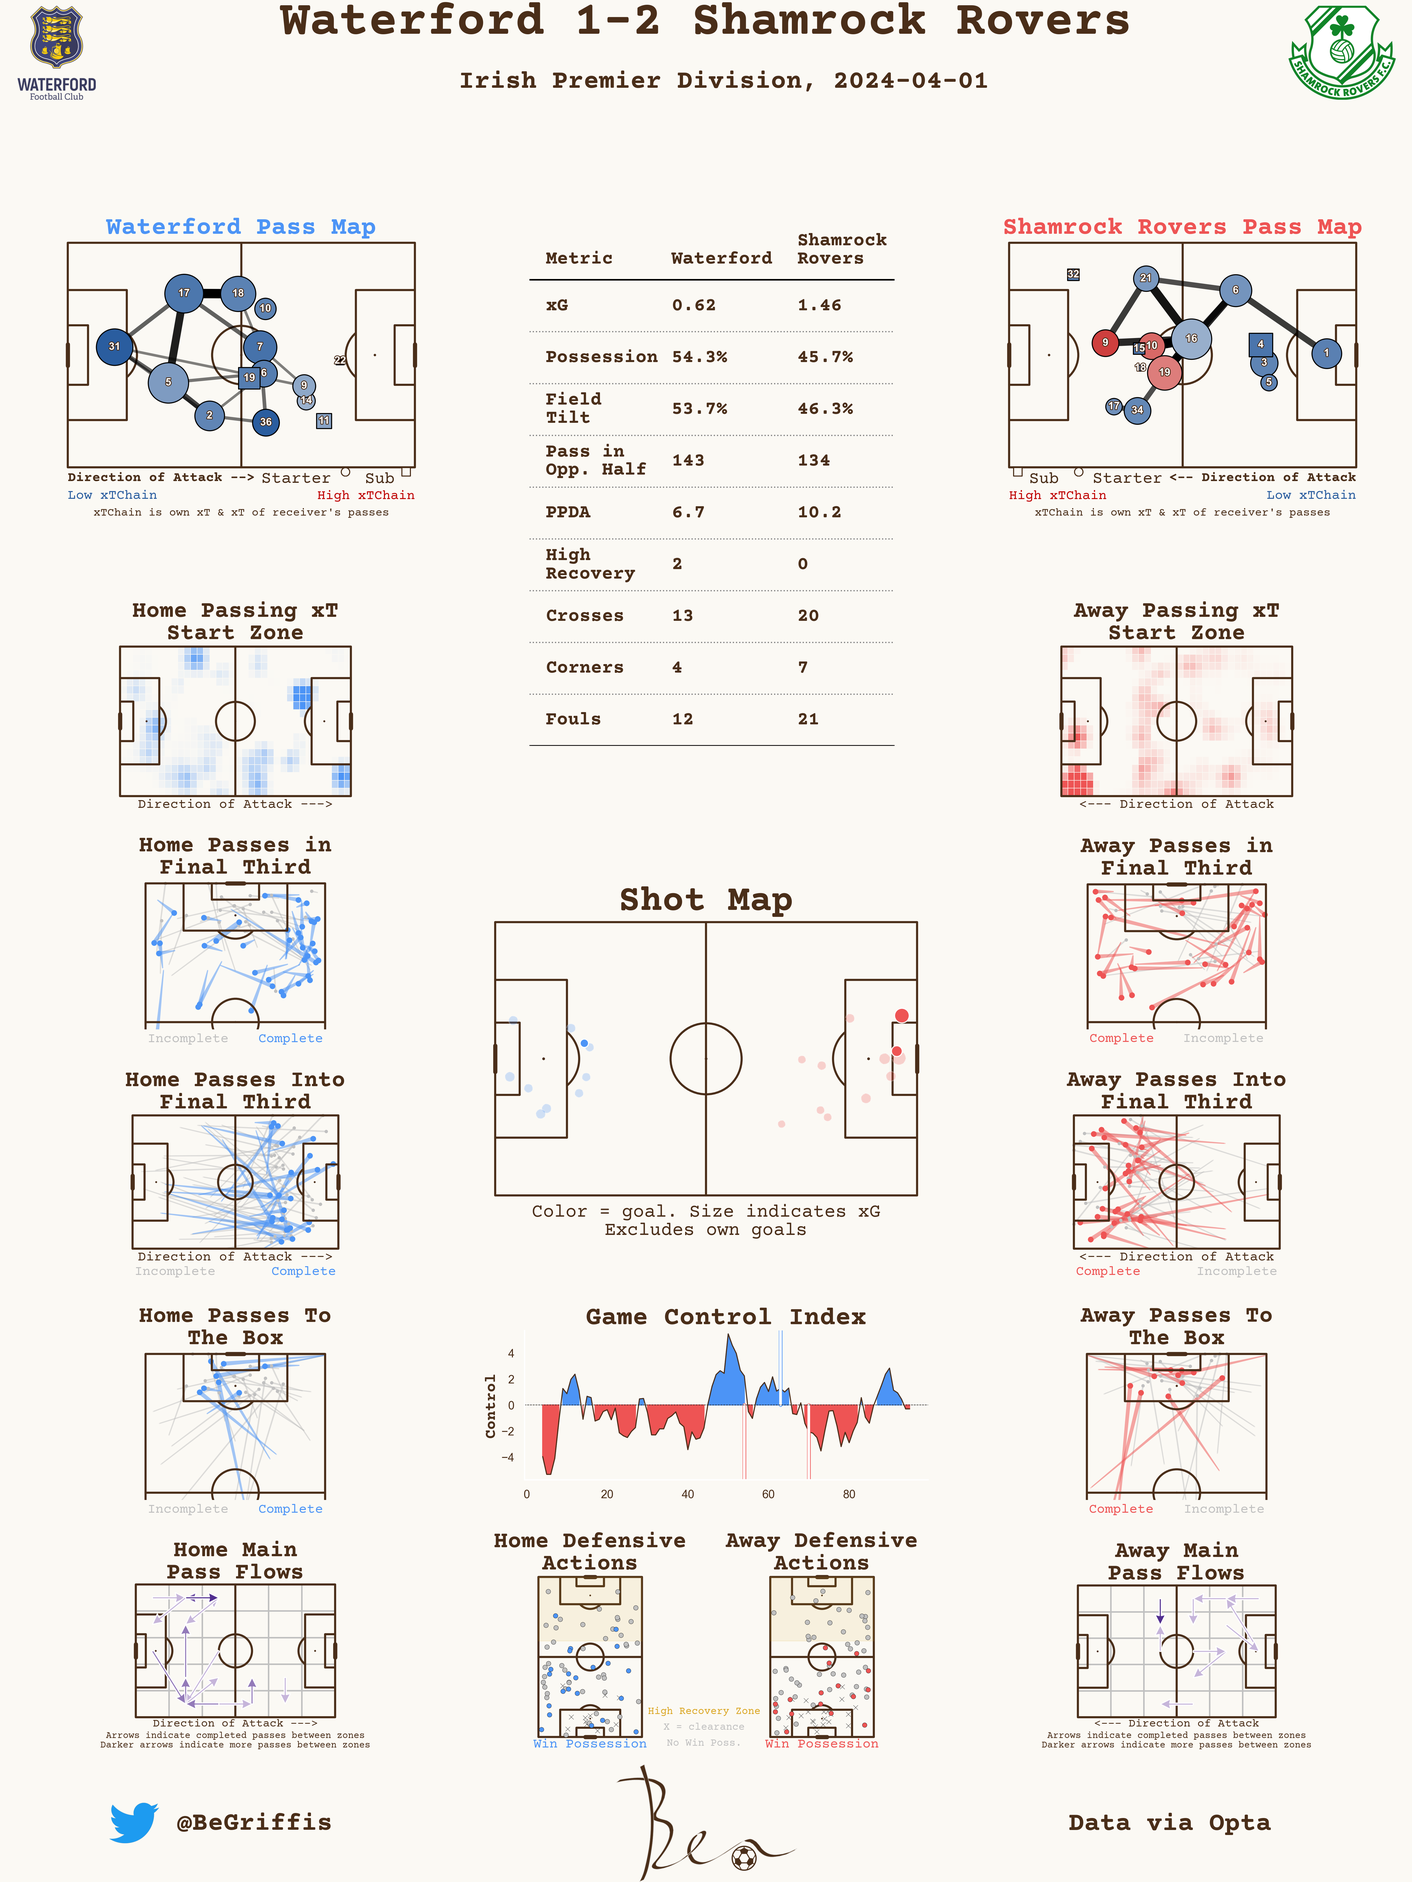 Waterford 1-2 Shamrock Rovers
Irish Premier Division, 2024-04-01
WATERFORD
Football Club
SHAMROCK ROVERS F.C.
Waterford Pass Map
17
18
10
31
7
22
5
19
6
9
14
2
36
11
Direction of Attack --> Starter Sub
Low xTChain High xTChain
xTChain is own xT & xT of receiver's passes
Metric Waterford Shamrock Rovers
xG 0.62 1.46
Possession 54.3% 45.7%
Field Tilt 53.7% 46.3%
Pass in Opp. Half 143 134
PPDA 6.7 10.2
High Recovery 2 0
Crosses 13 20
Corners 4 7
Fouls 12 21
Shamrock Rovers Pass Map
32
21
6
9
15
10
16
4
1
18
19
3
5
17
34
Sub Starter <-- Direction of Attack
High xTChain Low xTChain
xTChain is own xT & xT of receiver's passes
Home Passing xT
Start Zone
Direction of Attack --->
Away Passing xT
Start Zone
<--- Direction of Attack
Home Passes in
Final Third
Incomplete Complete
Away Passes in
Final Third
Complete Incomplete
Shot Map
Color = goal. Size indicates xG
Excludes own goals
Home Passes Into
Final Third
Direction of Attack --->
Incomplete Complete
Away Passes Into
Final Third
<--- Direction of Attack
Complete Incomplete
Home Passes To
The Box
Incomplete Complete
Game Control Index
Control
4
2
0
−2
−4
0 20 40 60 80
Away Passes To
The Box
Complete Incomplete
Home Main
Pass Flows
Direction of Attack --->
Arrows indicate completed passes between zones
Darker arrows indicate more passes between zones
Home Defensive
Actions
Win Possession
Away Defensive
Actions
Win Possession
High Recovery Zone
X = clearance
No Win Poss.
Away Main
Pass Flows
<--- Direction of Attack
Arrows indicate completed passes between zones
Darker arrows indicate more passes between zones
@BeGriffis
Ben
Data via Opta